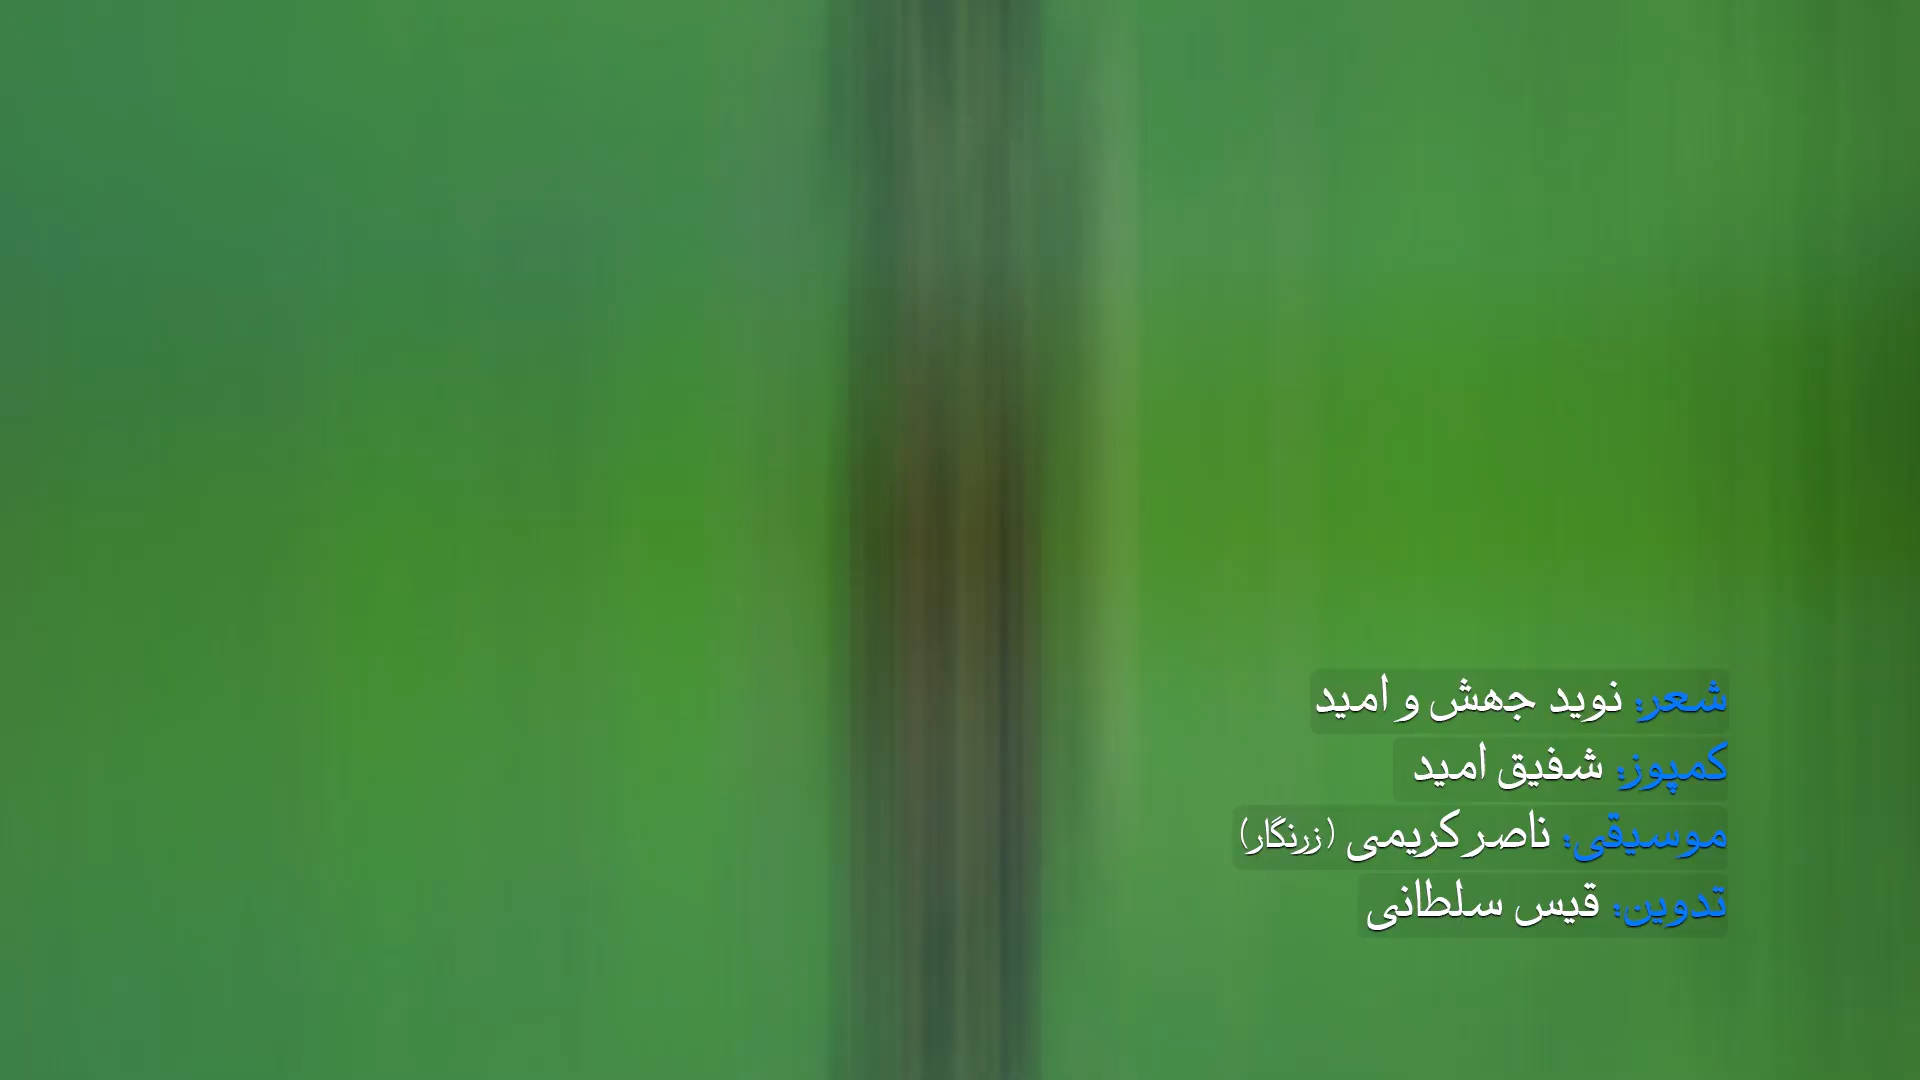 شعر: نوید جهش و امید
کمپوز: شفیق امید
موسیقی: ناصر کریمی (زرنگار)
تدوین: قیس سلطانی